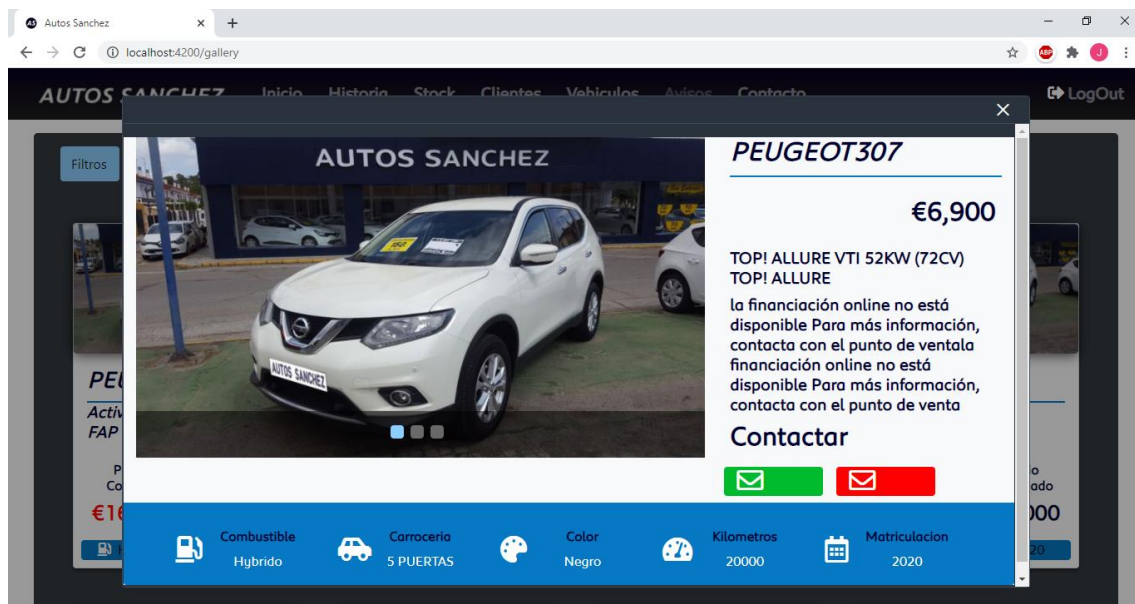 Autos Sanchez
localhost:4200/gallery
ABP
J
AUTOS SANCHEZ Inicio Historia Stock Clientes Vehiculos Avisos Contacto LogOut
Filtros
AUTOS SANCHEZ
AUTOS SANCHEZ
PEUGEOT307
€6,900
TOP! ALLURE VTI 52KW (72CV)
TOP! ALLURE
la financiación online no está
disponible Para más información,
contacta con el punto de ventala
financiación online no está
disponible Para más información,
contacta con el punto de venta
Contactar
Combustible
Hybrido
Carroceria
5 PUERTAS
Color
Negro
Kilometros
20000
Matriculacion
2020